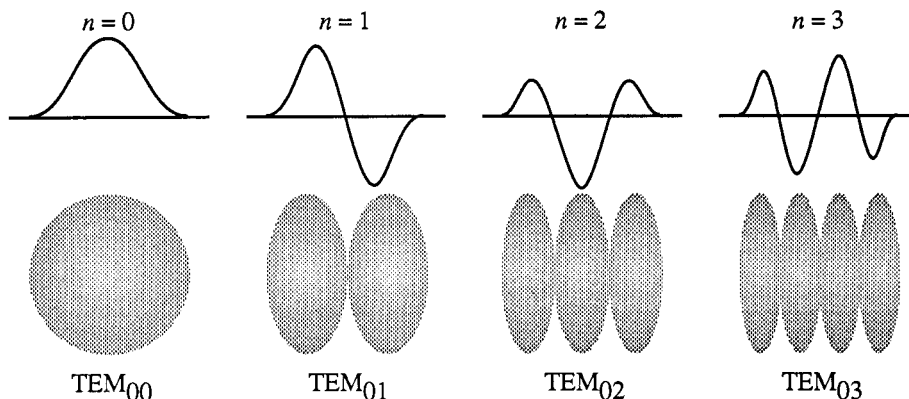 n = 0 n = 1 n = 2 n = 3
TEM00 TEM01 TEM02 TEM03